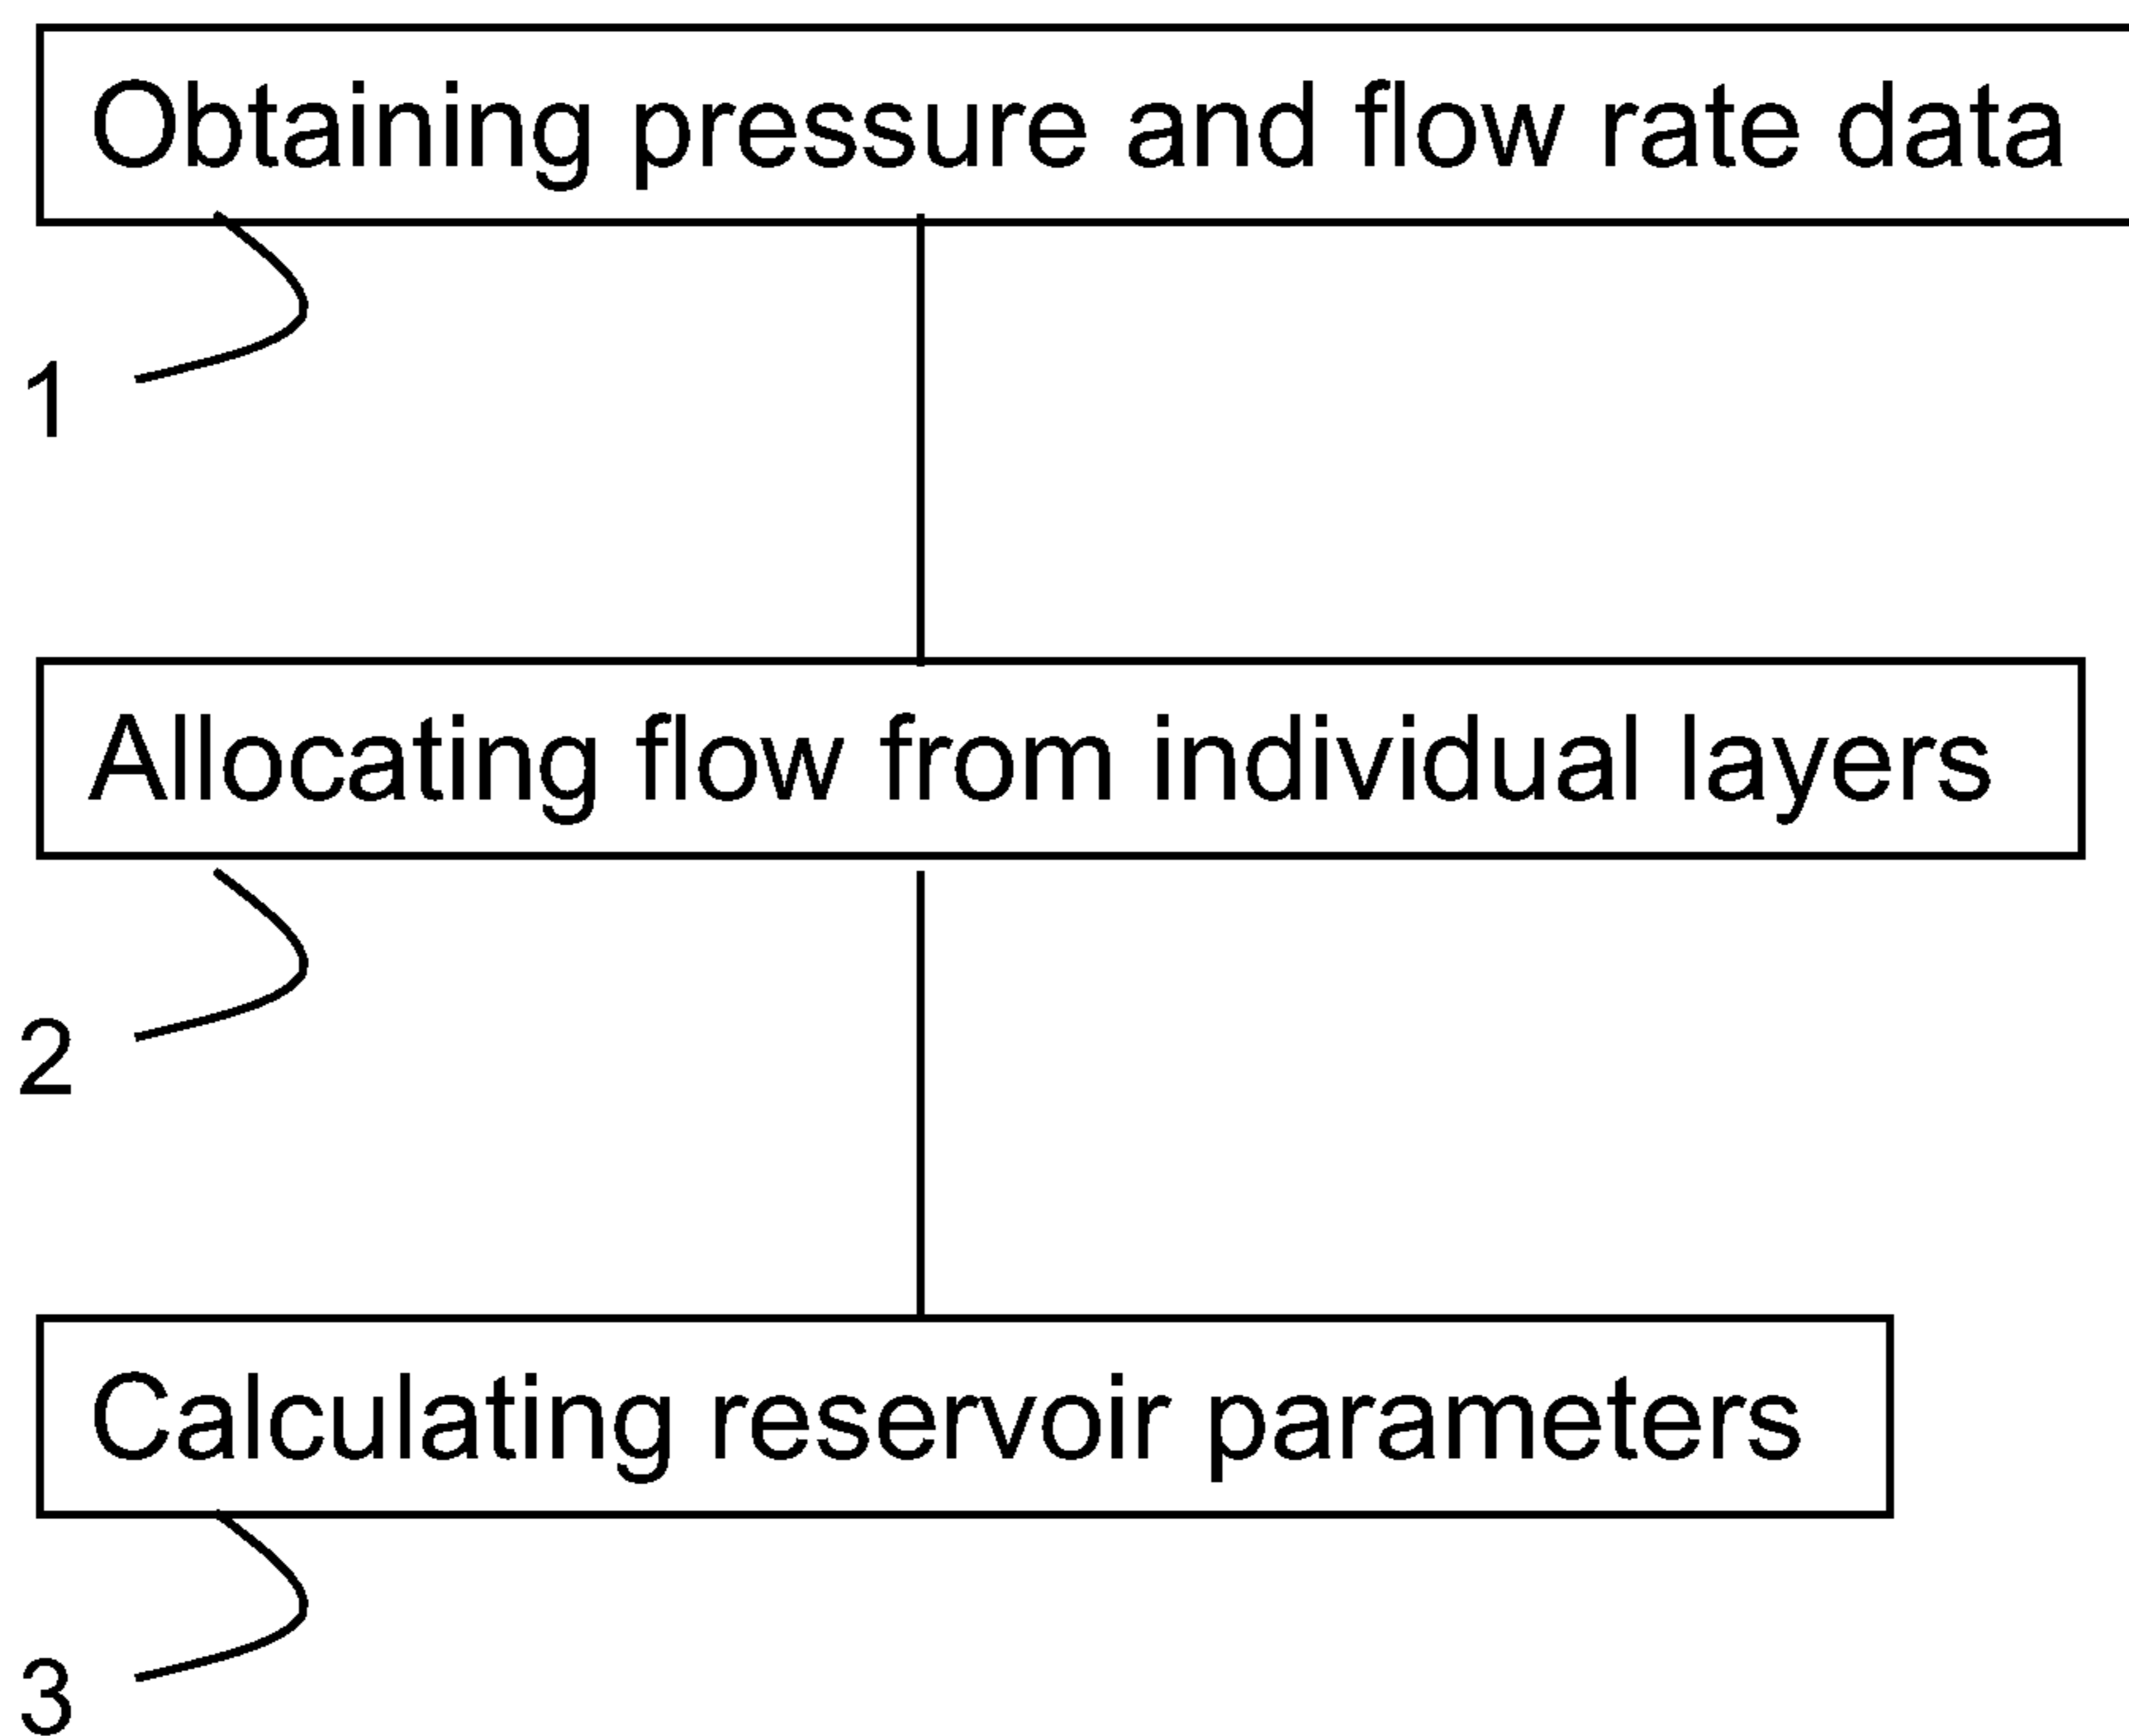 Obtaining pressure and flow rate data
1
Allocating flow from individual layers
2
Calculating reservoir parameters
3